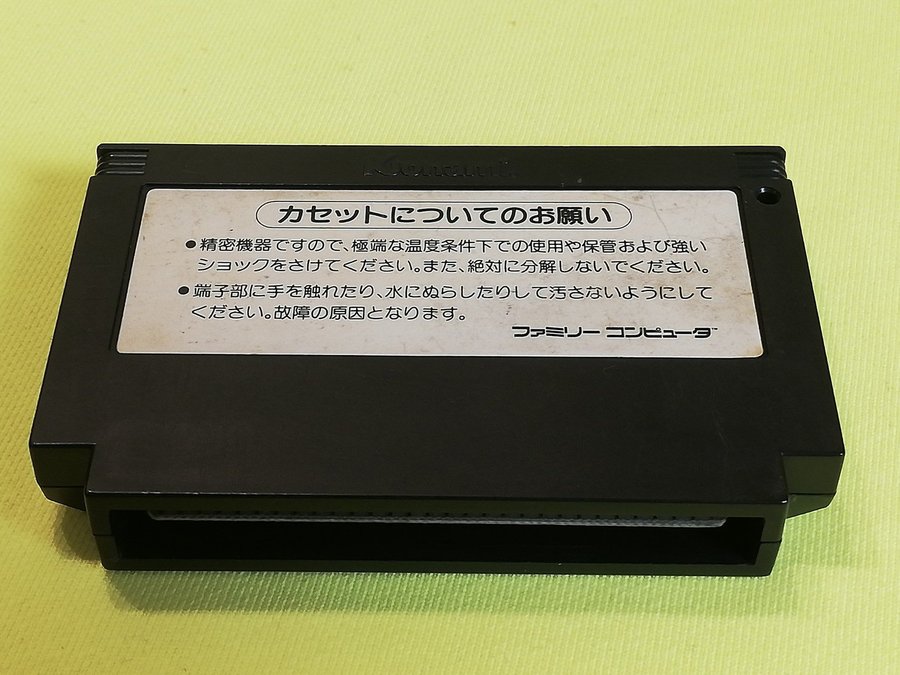 Konami
カセットについてのお願い
●精密機器ですので、極端な温度条件下での使用や保管および強い
ショックをさけてください。また、絶対に分解しないでください。
●端子部に手を触れたり、水にぬらしたりして汚さないようにして
ください。故障の原因となります。
ファミリー コンピュータ™